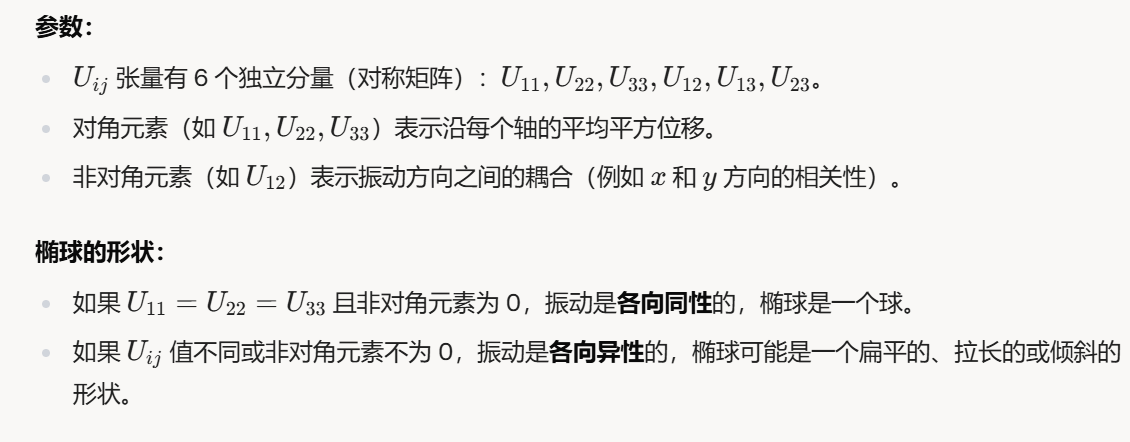 参数：
U_{ij} 张量有 6 个独立分量（对称矩阵）：U_{11}, U_{22}, U_{33}, U_{12}, U_{13}, U_{23}。
对角元素（如 U_{11}, U_{22}, U_{33}）表示沿每个轴的平均平方位移。
非对角元素（如 U_{12}）表示振动方向之间的耦合（例如 x 和 y 方向的相关性）。
椭球的形状：
如果 U_{11} = U_{22} = U_{33} 且非对角元素为 0，振动是各向同性的，椭球是一个球。
如果 U_{ij} 值不同或非对角元素不为 0，振动是各向异性的，椭球可能是一个扁平的、拉长的或倾斜的
形状。